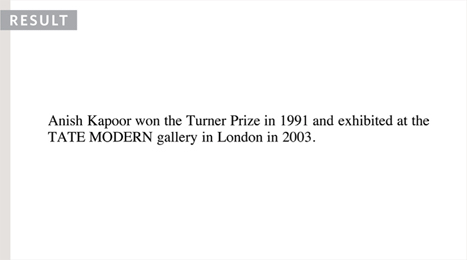 RESULT
Anish Kapoor won the Turner Prize in 1991 and exhibited at the
TATE MODERN gallery in London in 2003.